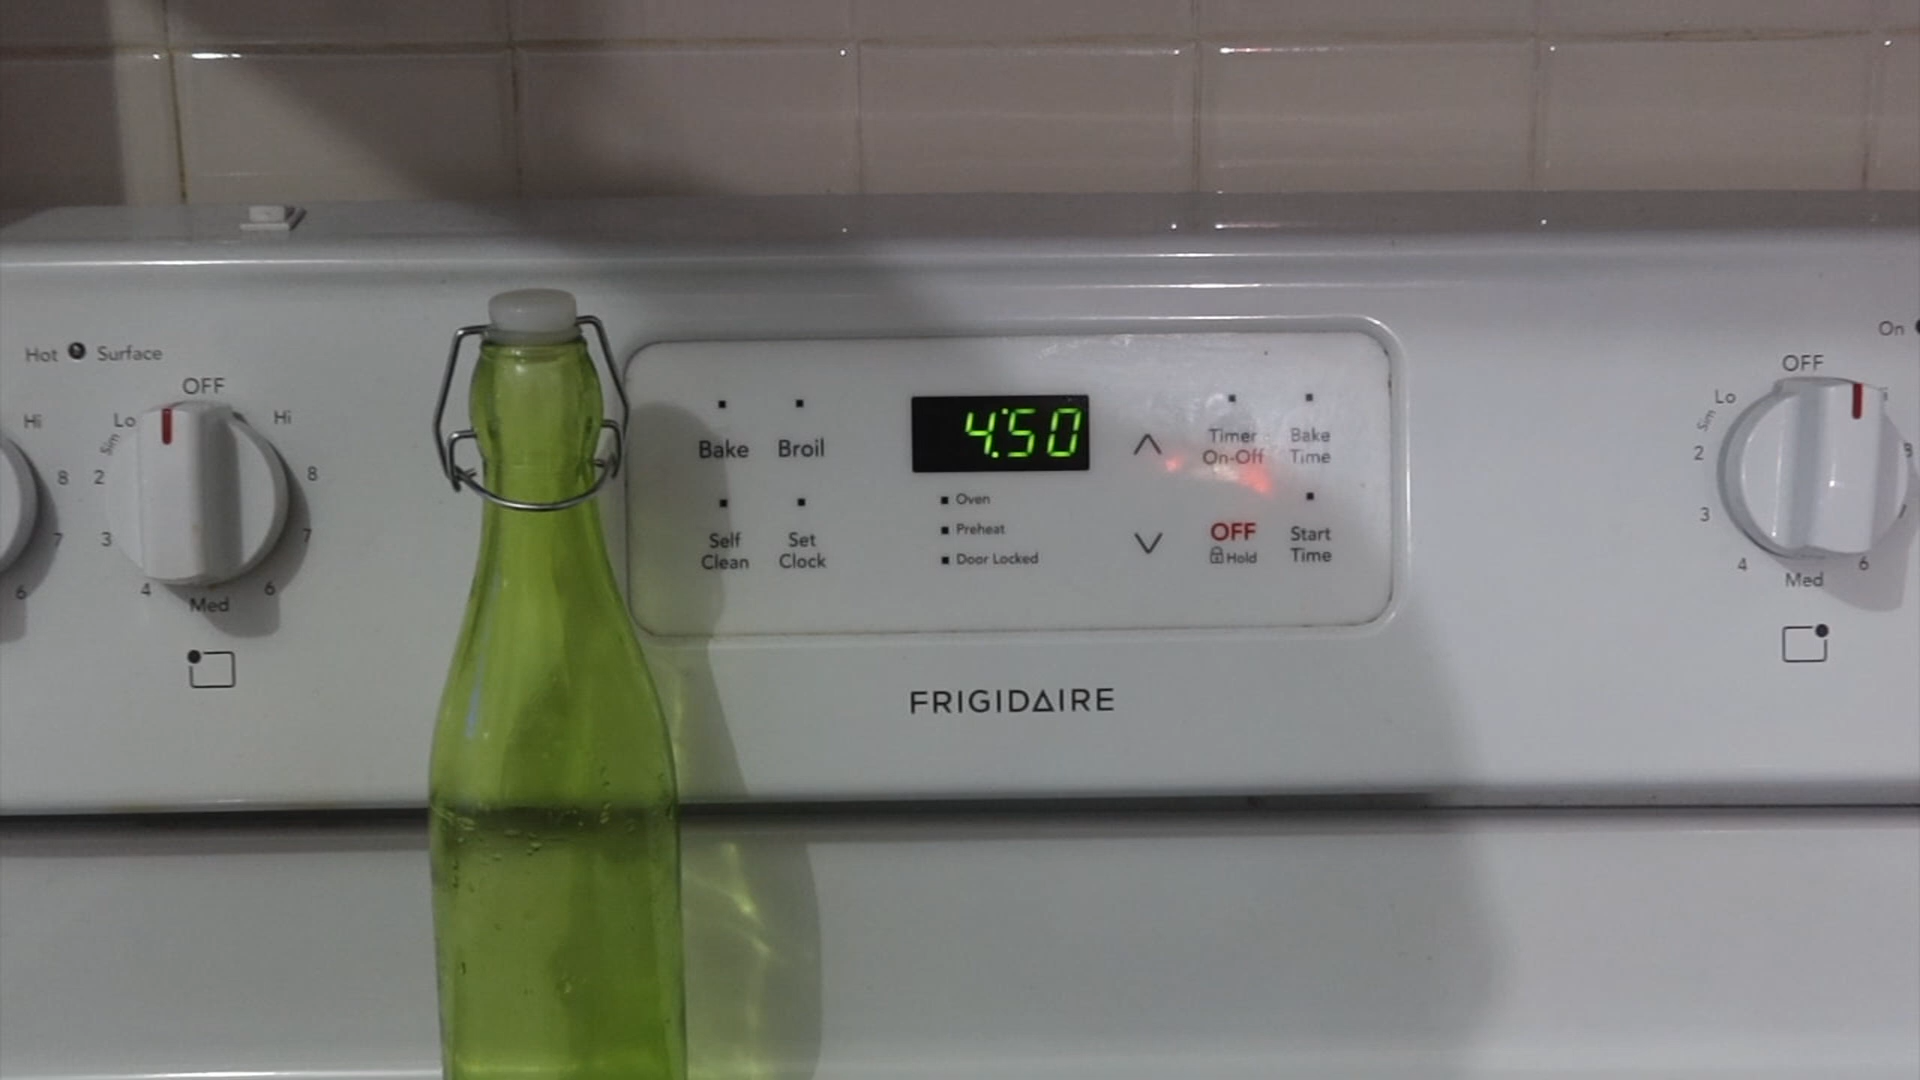 Hot Surface
OFF
Lo
Hi
Sim
2
8
3
7
4
6
Med
Hi
8
7
6
Bake
Broil
Self
Clean
Set
Clock
4:50
Oven
Preheat
Door Locked
Timer
On-Off
Bake
Time
OFF
Hold
Start
Time
FRIGIDAIRE
On
OFF
Lo
Sim
2
3
4
Med
6